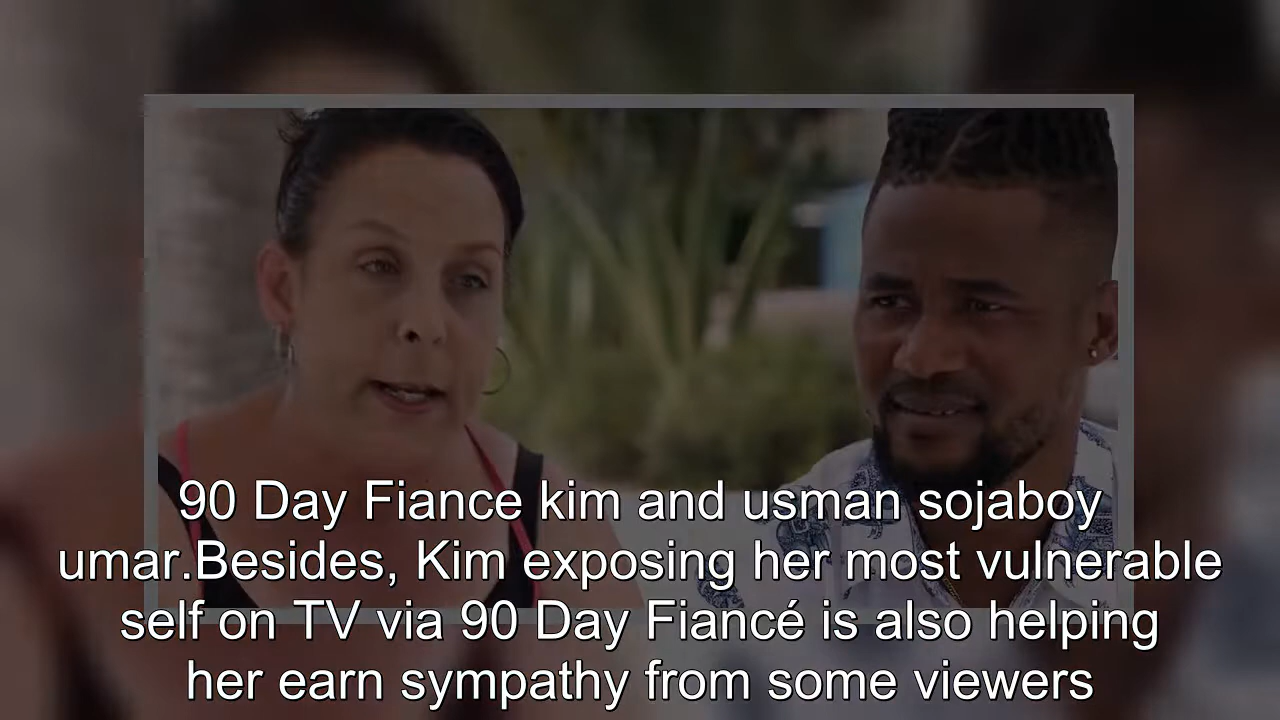 90 Day Fiance kim and usman sojaboy
umar.Besides, Kim exposing her most vulnerable
self on TV via 90 Day Fiancé is also helping
her earn sympathy from some viewers